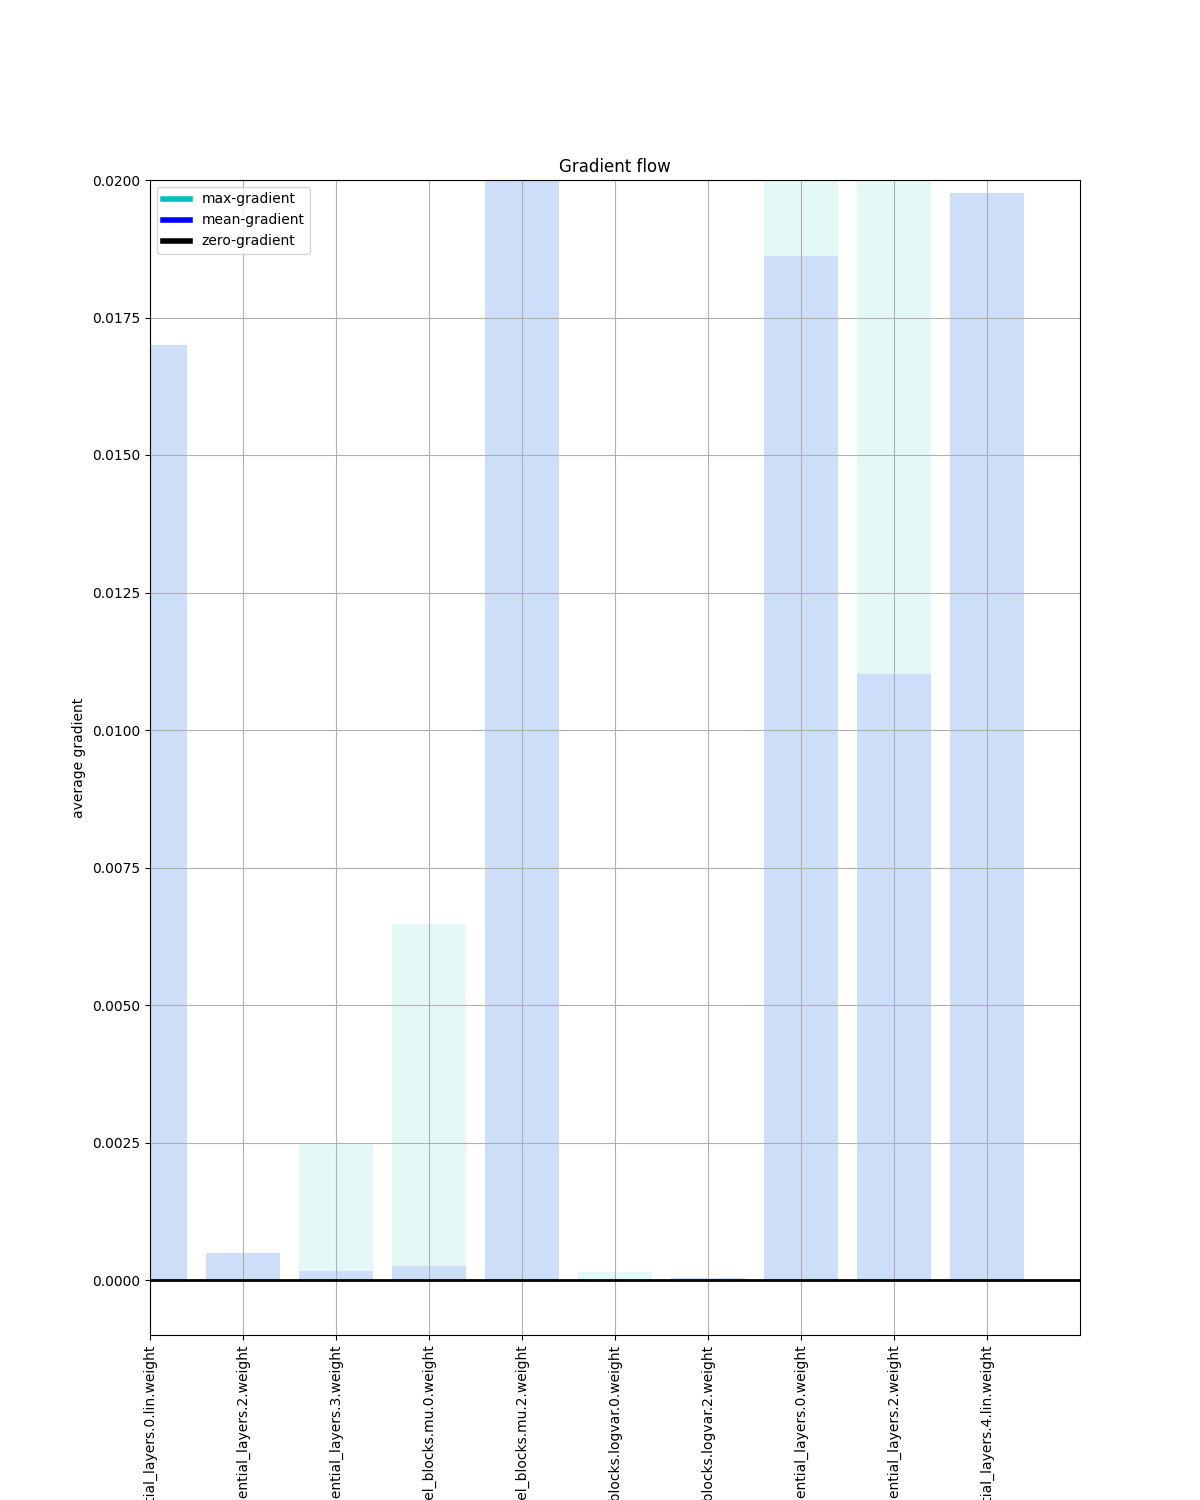 Gradient flow
max-gradient
mean-gradient
zero-gradient
average gradient
0.0200
0.0175
0.0150
0.0125
0.0100
0.0075
0.0050
0.0025
0.0000
tial_layers.0.lin.weight
ential_layers.2.weight
ential_layers.3.weight
el_blocks.mu.0.weight
el_blocks.mu.2.weight
blocks.logvar.0.weight
blocks.logvar.2.weight
ential_layers.0.weight
ential_layers.2.weight
tial_layers.4.lin.weight